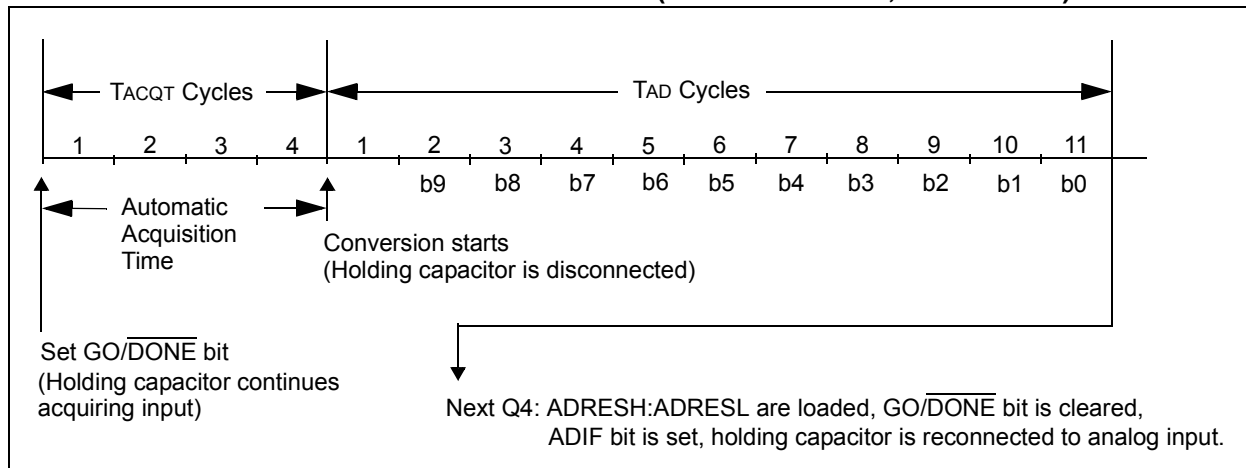 TACQT Cycles
TAD Cycles
1 2 3 4 1 2 3 4 5 6 7 8 9 10 11
b9 b8 b7 b6 b5 b4 b3 b2 b1 b0
Automatic
Acquisition
Time
Conversion starts
(Holding capacitor is disconnected)
Set GO/DONE bit
(Holding capacitor continues
acquiring input)
Next Q4: ADRESH:ADRESL are loaded, GO/DONE bit is cleared,
ADIF bit is set, holding capacitor is reconnected to analog input.